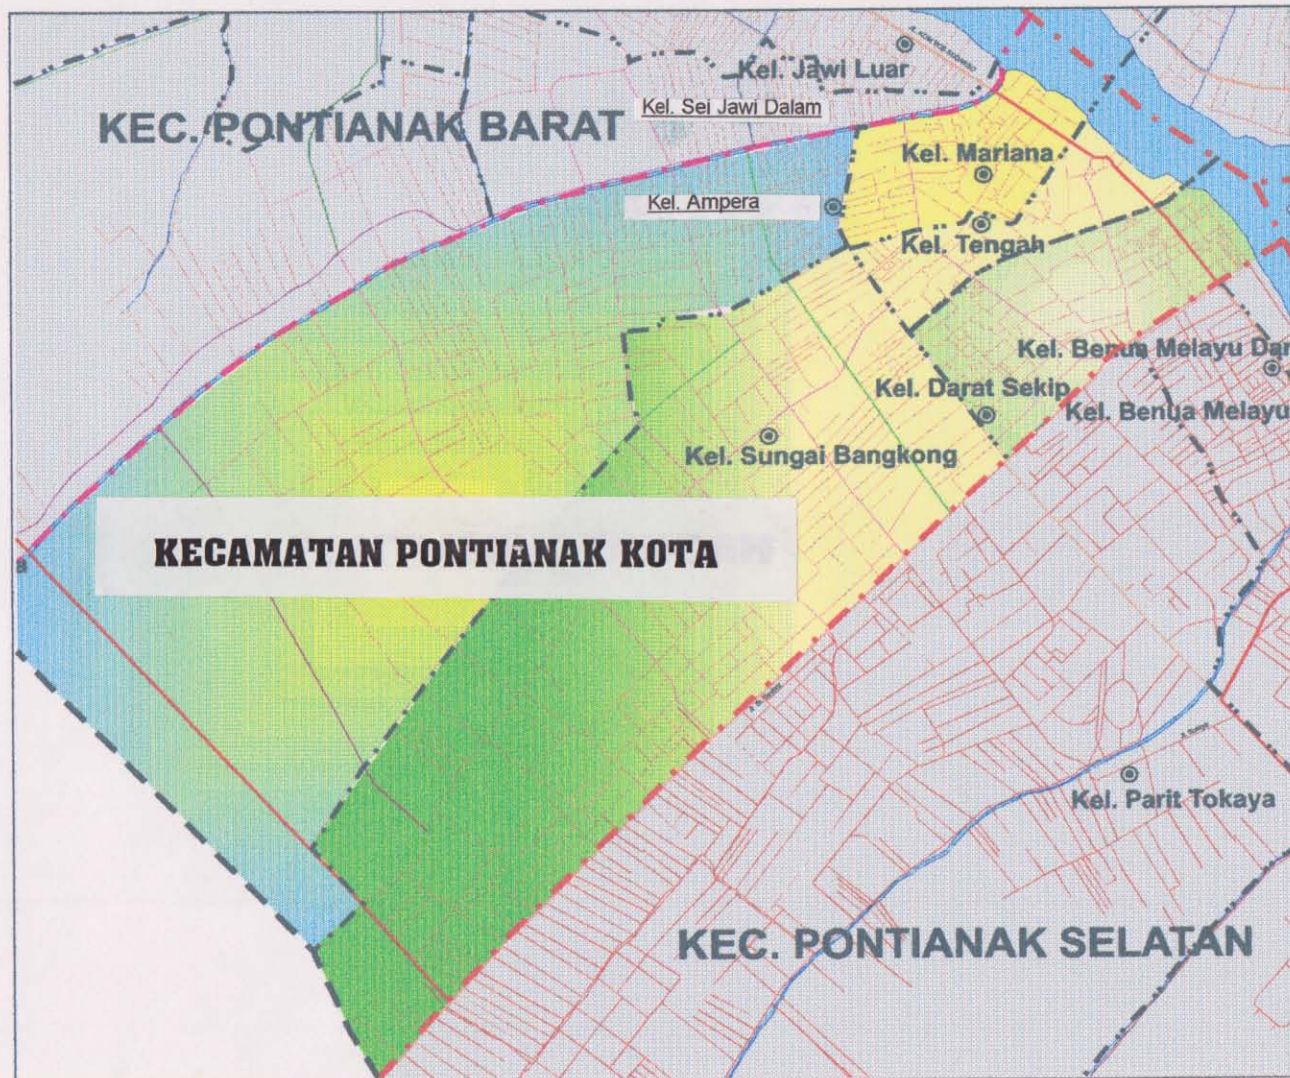 Kel. Jawi Luar
Kel. Sei Jawi Dalam
KEC. PONTIANAK BARAT
Kel. Mariana
Kel. Ampera
Kel. Tengah
Kel. Benua Melayu Dar
Kel. Darat Sekip
Kel. Benua Melayu
Kel. Sungai Bangkong
KECAMATAN PONTIANAK KOTA
Kel. Parit Tokaya
KEC. PONTIANAK SELATAN